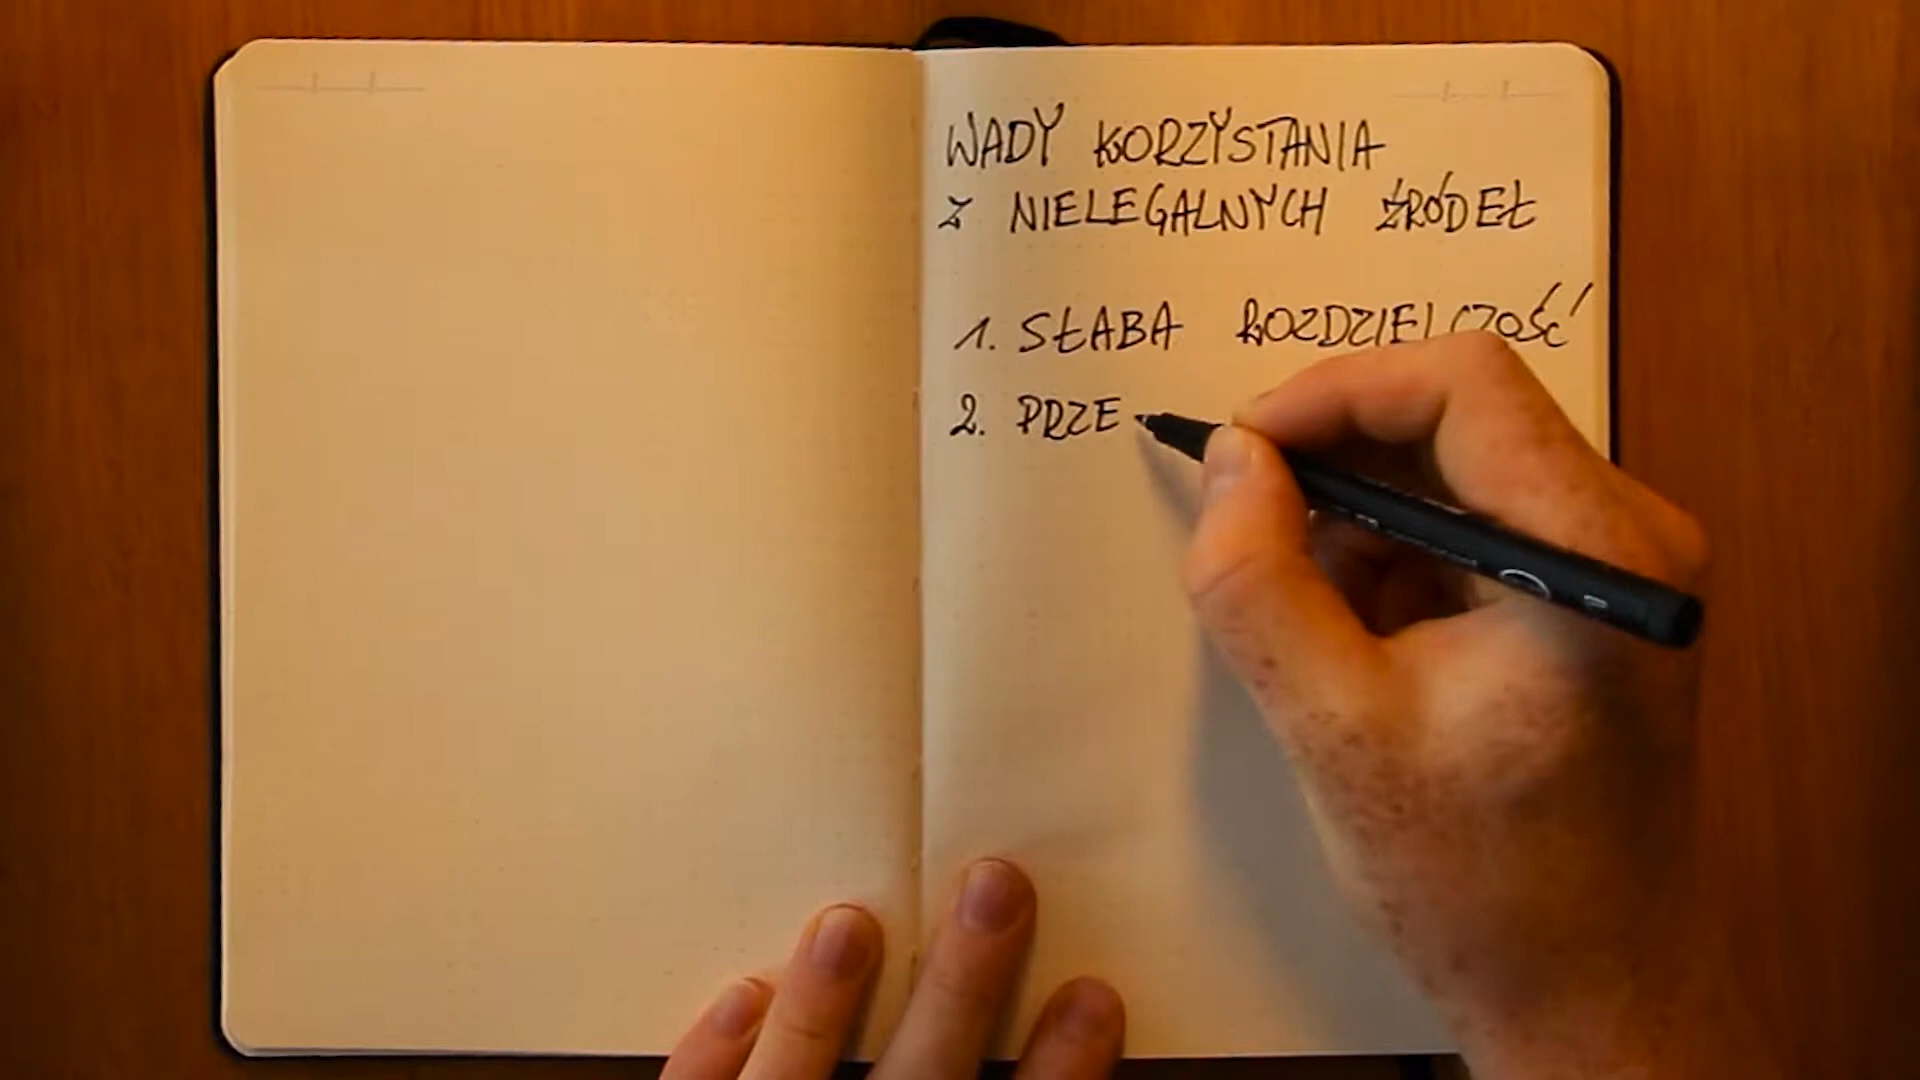 WADY KORZYSTANIA
Z NIELEGALNYCH ŹRÓDEŁ
1. SŁABA ROZDZIELCZOŚĆ
2. PRZE